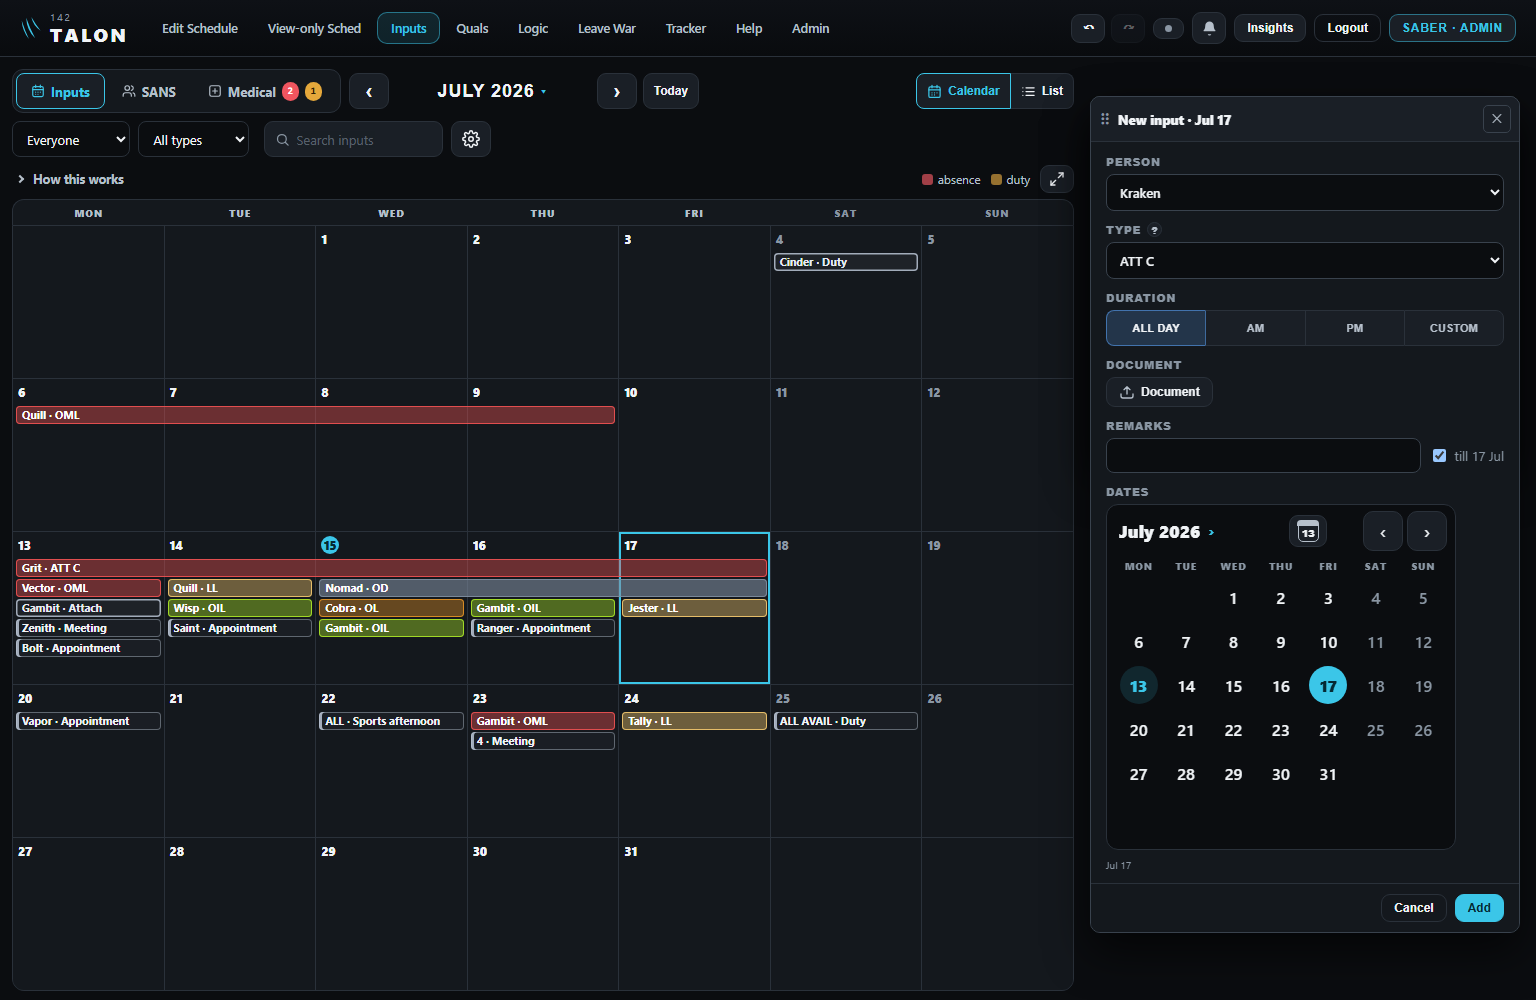 142
TALON
Edit Schedule
View-only Sched
Inputs
Quals
Logic
Leave War
Tracker
Help
Admin
Insights
Logout
SABER · ADMIN
Inputs
SANS
Medical 2 1
JULY 2026
Today
Calendar
List
Everyone
All types
Search inputs
How this works
absence
duty
MON TUE WED THU FRI SAT SUN
1 2 3 4 5
Cinder · Duty
6 7 8 9 10 11 12
Quill · OML
13 14 15 16 17 18 19
Grit · ATT C
Vector · OML
Quill · LL
Nomad · OD
Gambit · Attach
Wisp · OIL
Cobra · OL
Gambit · OIL
Jester · LL
Zenith · Meeting
Saint · Appointment
Gambit · OIL
Ranger · Appointment
Bolt · Appointment
20 21 22 23 24 25 26
Vapor · Appointment
ALL · Sports afternoon
Gambit · OML
Tally · LL
ALL AVAIL · Duty
4 · Meeting
27 28 29 30 31
New input · Jul 17
PERSON
Kraken
TYPE ?
ATT C
DURATION
ALL DAY AM PM CUSTOM
DOCUMENT
Document
REMARKS
till 17 Jul
DATES
July 2026 › 13 ‹ ›
MON TUE WED THU FRI SAT SUN
1 2 3 4 5
6 7 8 9 10 11 12
13 14 15 16 17 18 19
20 21 22 23 24 25 26
27 28 29 30 31
Jul 17
Cancel
Add